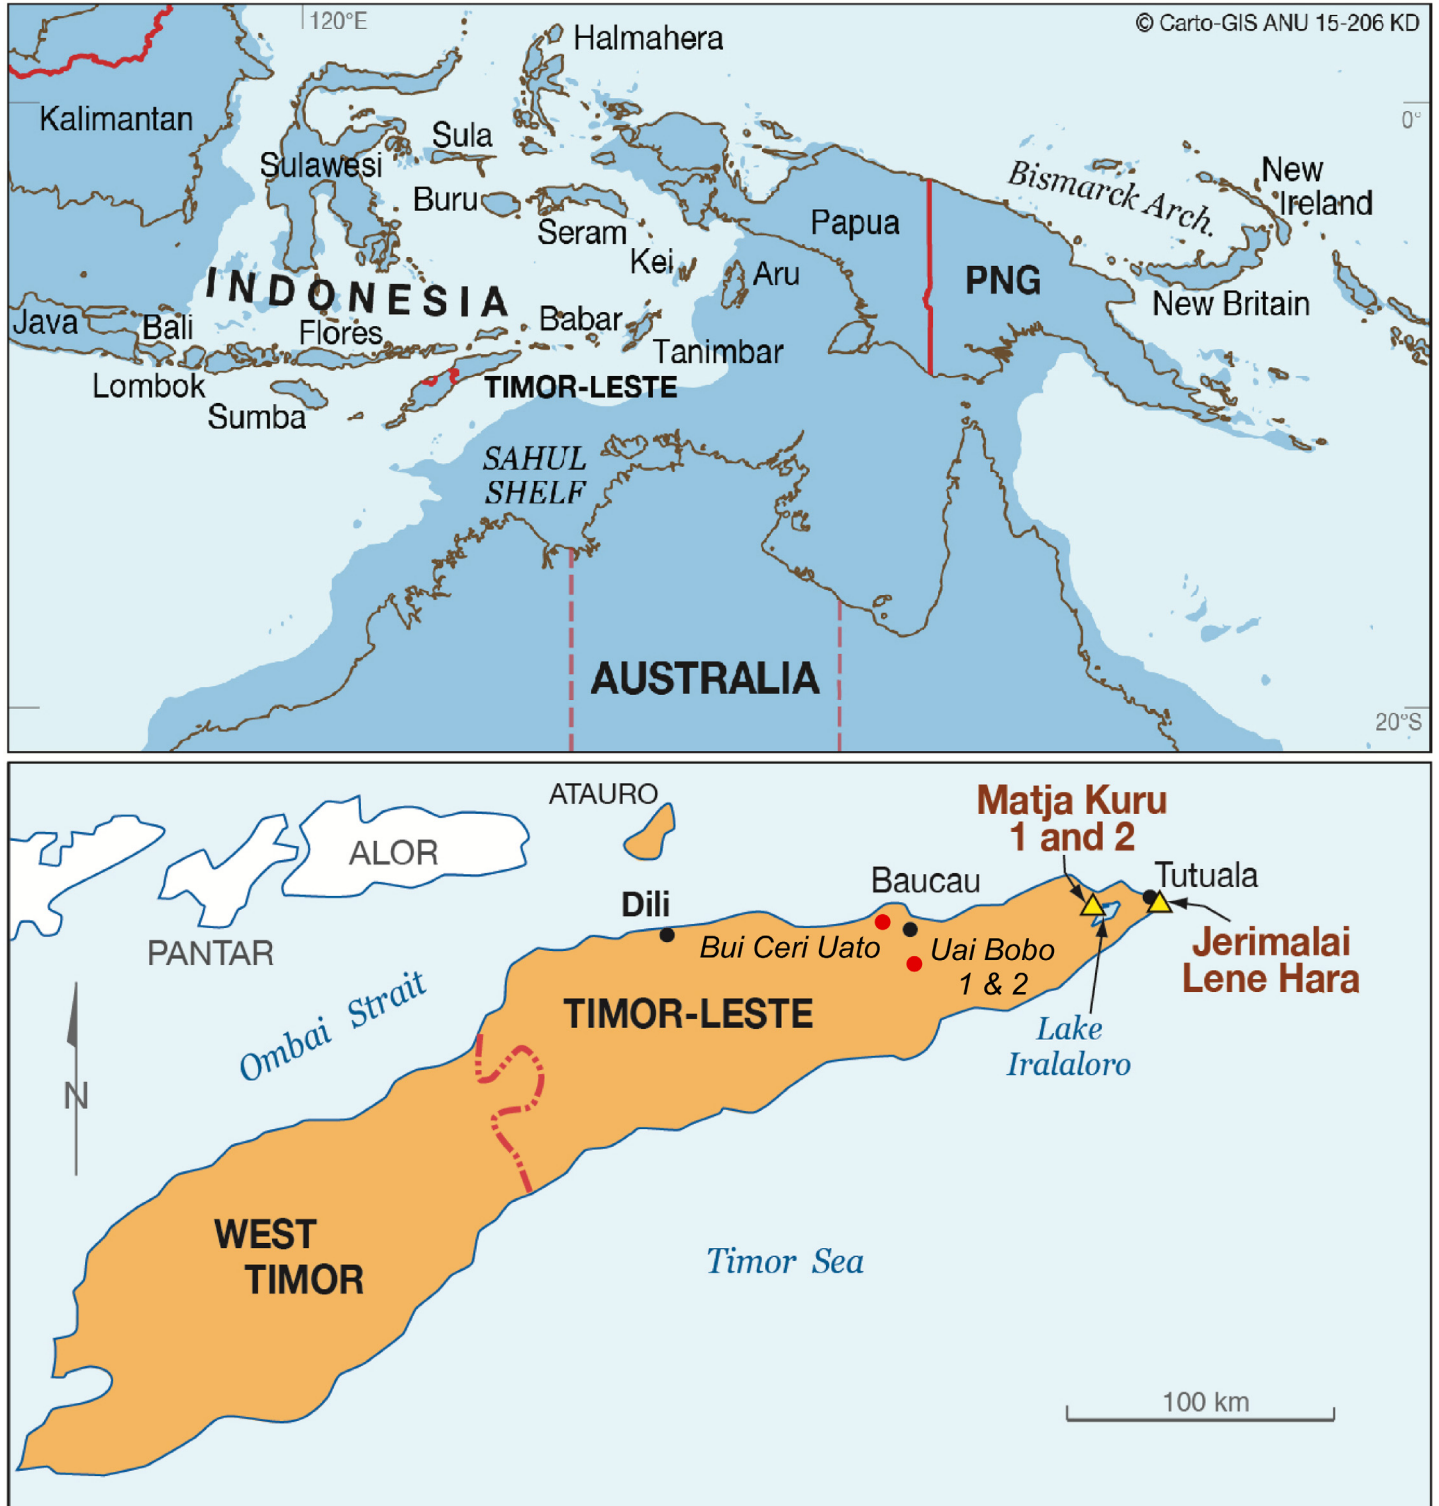 120°E
© Carto-GIS ANU 15-206 KD
Halmahera
Kalimantan
0°
Sula
Sulawesi
Bismarck Arch.
New
Ireland
Buru
Seram
Papua
Kei
Aru
PNG
INDONESIA
New Britain
Java
Bali
Flores
Babar
Tanimbar
Lombok
TIMOR-LESTE
Sumba
SAHUL
SHELF
AUSTRALIA
20°S
ATAURO
Matja Kuru
1 and 2
ALOR
Baucau
Tutuala
Dili
PANTAR
Bui Ceri Uato
Uai Bobo
1 & 2
Jerimalai
Lene Hara
Ombai Strait
TIMOR-LESTE
Lake
Iralaloro
N
WEST
TIMOR
Timor Sea
100 km